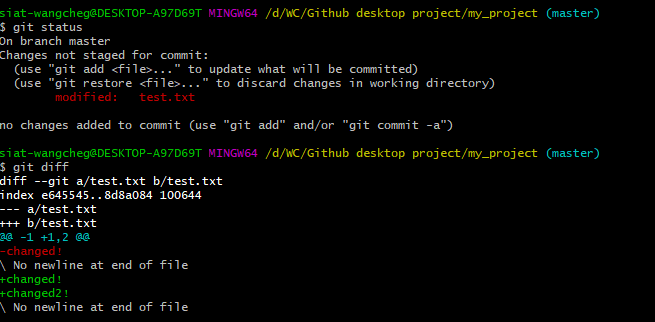 siat-wangcheg@DESKTOP-A97D69T MINGW64 /d/WC/Github desktop project/my_project (master)
$ git status
On branch master
Changes not staged for commit:
  (use "git add <file>..." to update what will be committed)
  (use "git restore <file>..." to discard changes in working directory)
        modified:   test.txt

no changes added to commit (use "git add" and/or "git commit -a")

siat-wangcheg@DESKTOP-A97D69T MINGW64 /d/WC/Github desktop project/my_project (master)
$ git diff
diff --git a/test.txt b/test.txt
index e645545..8d8a084 100644
--- a/test.txt
+++ b/test.txt
@@ -1 +1,2 @@
-changed!
\ No newline at end of file
+changed!
+changed2!
\ No newline at end of file